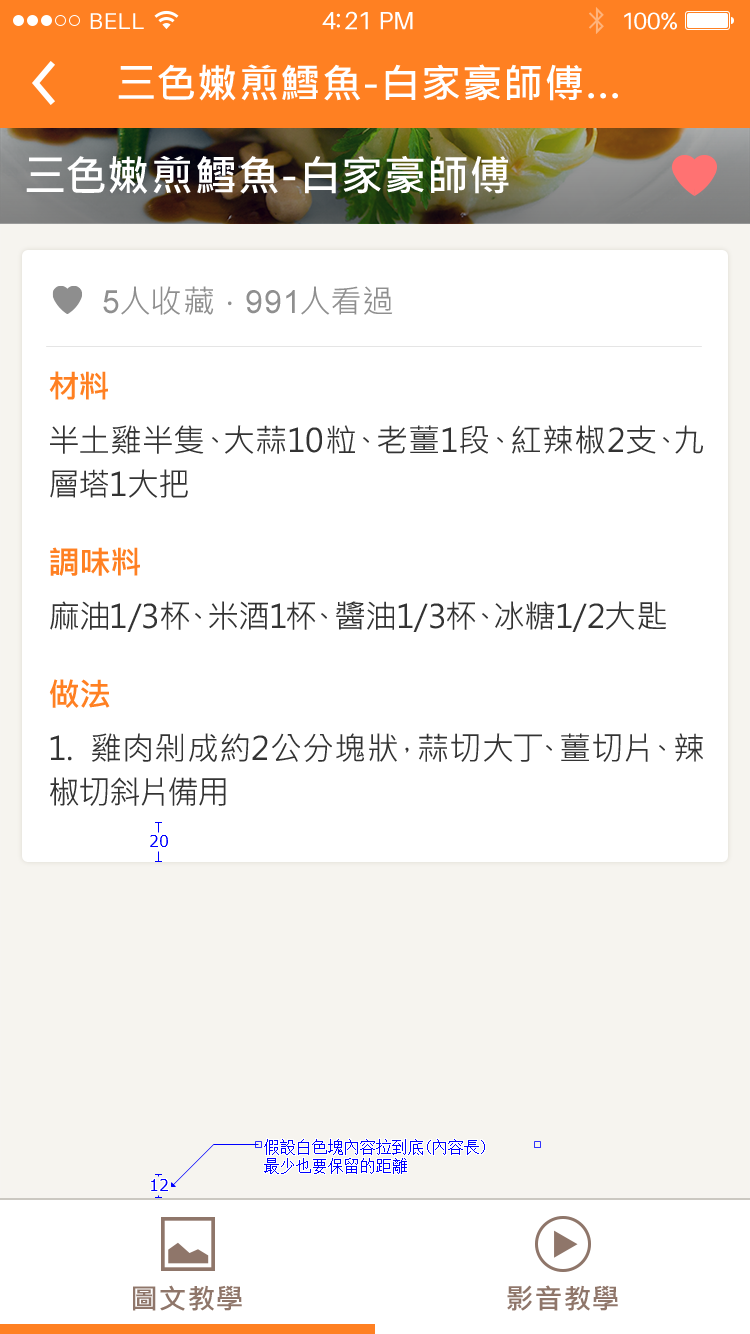 BELL 4:21 PM 100%
三色嫩煎鱈魚-白家豪師傅...
三色嫩煎鱈魚-白家豪師傅
5人收藏 · 991人看過
材料
半土雞半隻、大蒜10粒、老薑1段、紅辣椒2支、九
層塔1大把
調味料
麻油1/3杯、米酒1杯、醬油1/3杯、冰糖1/2大匙
做法
1. 雞肉剁成約2公分塊狀，蒜切大丁、薑切片、辣
椒切斜片備用
20
假設白色塊內容拉到底(內容長)
最少也要保留的距離
12
圖文教學
影音教學